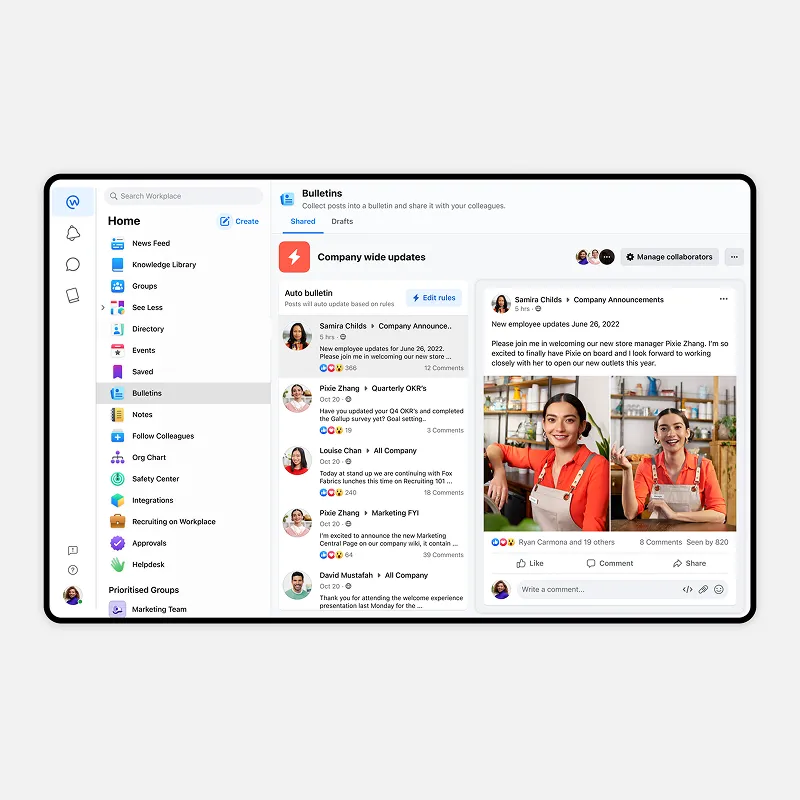 Search Workplace
Home
Create
News Feed
Knowledge Library
Groups
See Less
Directory
Events
Saved
Bulletins
Notes
Follow Colleagues
Org Chart
Safety Center
Integrations
Recruiting on Workplace
Approvals
Helpdesk
Prioritised Groups
Marketing Team
Bulletins
Collect posts into a bulletin and share it with your colleagues.
Shared Drafts
Company wide updates
Manage collaborators
Auto bulletin
Posts will auto update based on rules
Edit rules
Samira Childs Company Announce..
5 hrs ·
New employee updates for June 26, 2022.
Please join me in welcoming our new store ...
366 12 Comments
Pixie Zhang Quarterly OKR's
Oct 20 ·
Have you updated your Q4 OKR's and completed
the Gallup survey yet? Goal setting..
19 3 Comments
Louise Chan All Company
Oct 20 ·
Today at stand up we are continuing with Fox
Fabrics lunches this time on Recruiting 101 ...
240 18 Comments
Pixie Zhang Marketing FYI
Oct 20 ·
I'm excited to announce the new Marketing
Central Page on our company wiki, it contain ...
64 39 Comments
David Mustafah All Company
Oct 20 ·
Thank you for attending the welcome experience
presentation last Monday for the ...
Samira Childs Company Announcements
5 hrs ·
New employee updates June 26, 2022
Please join me in welcoming our new store manager Pixie Zhang. I'm so
excited to finally have Pixie on board and I look forward to working
closely with her to open our new outlets this year.
Ryan Carmona and 19 others 8 Comments Seen by 820
Like Comment Share
Write a comment...